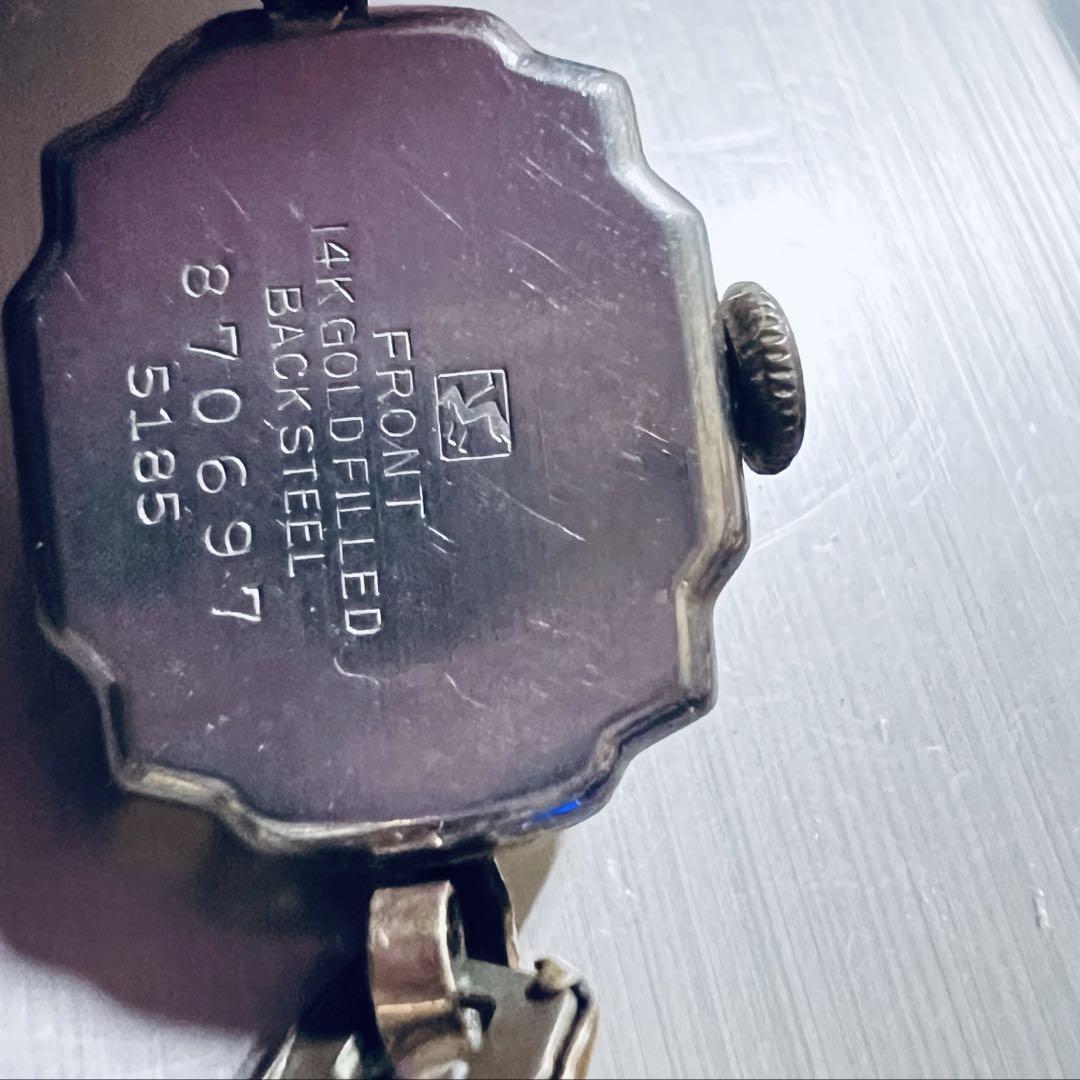 FRONT
14K GOLD FILLED
BACK STEEL
870697
5185